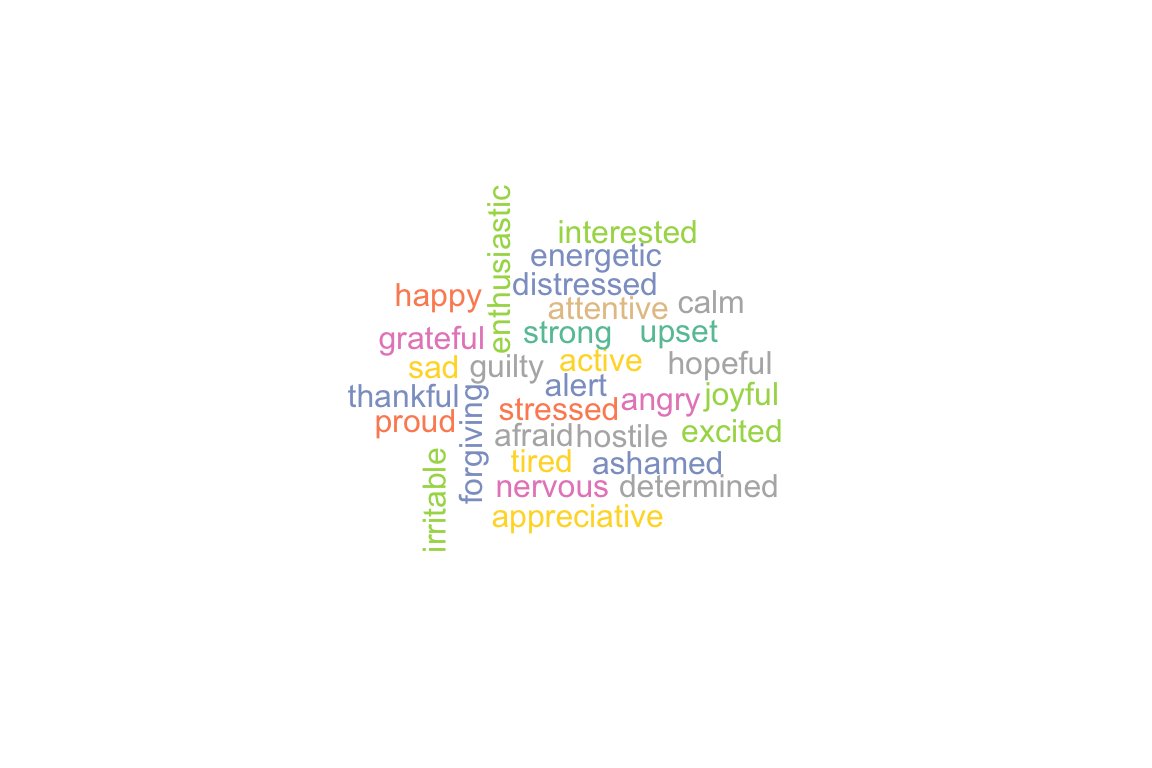 enthusiastic
interested
energetic
distressed
happy
attentive
calm
grateful
strong
upset
sad
guilty
active
hopeful
thankful
alert
joyful
proud
stressed
angry
forgiving
afraid
hostile
excited
irritable
tired
ashamed
nervous
determined
appreciative